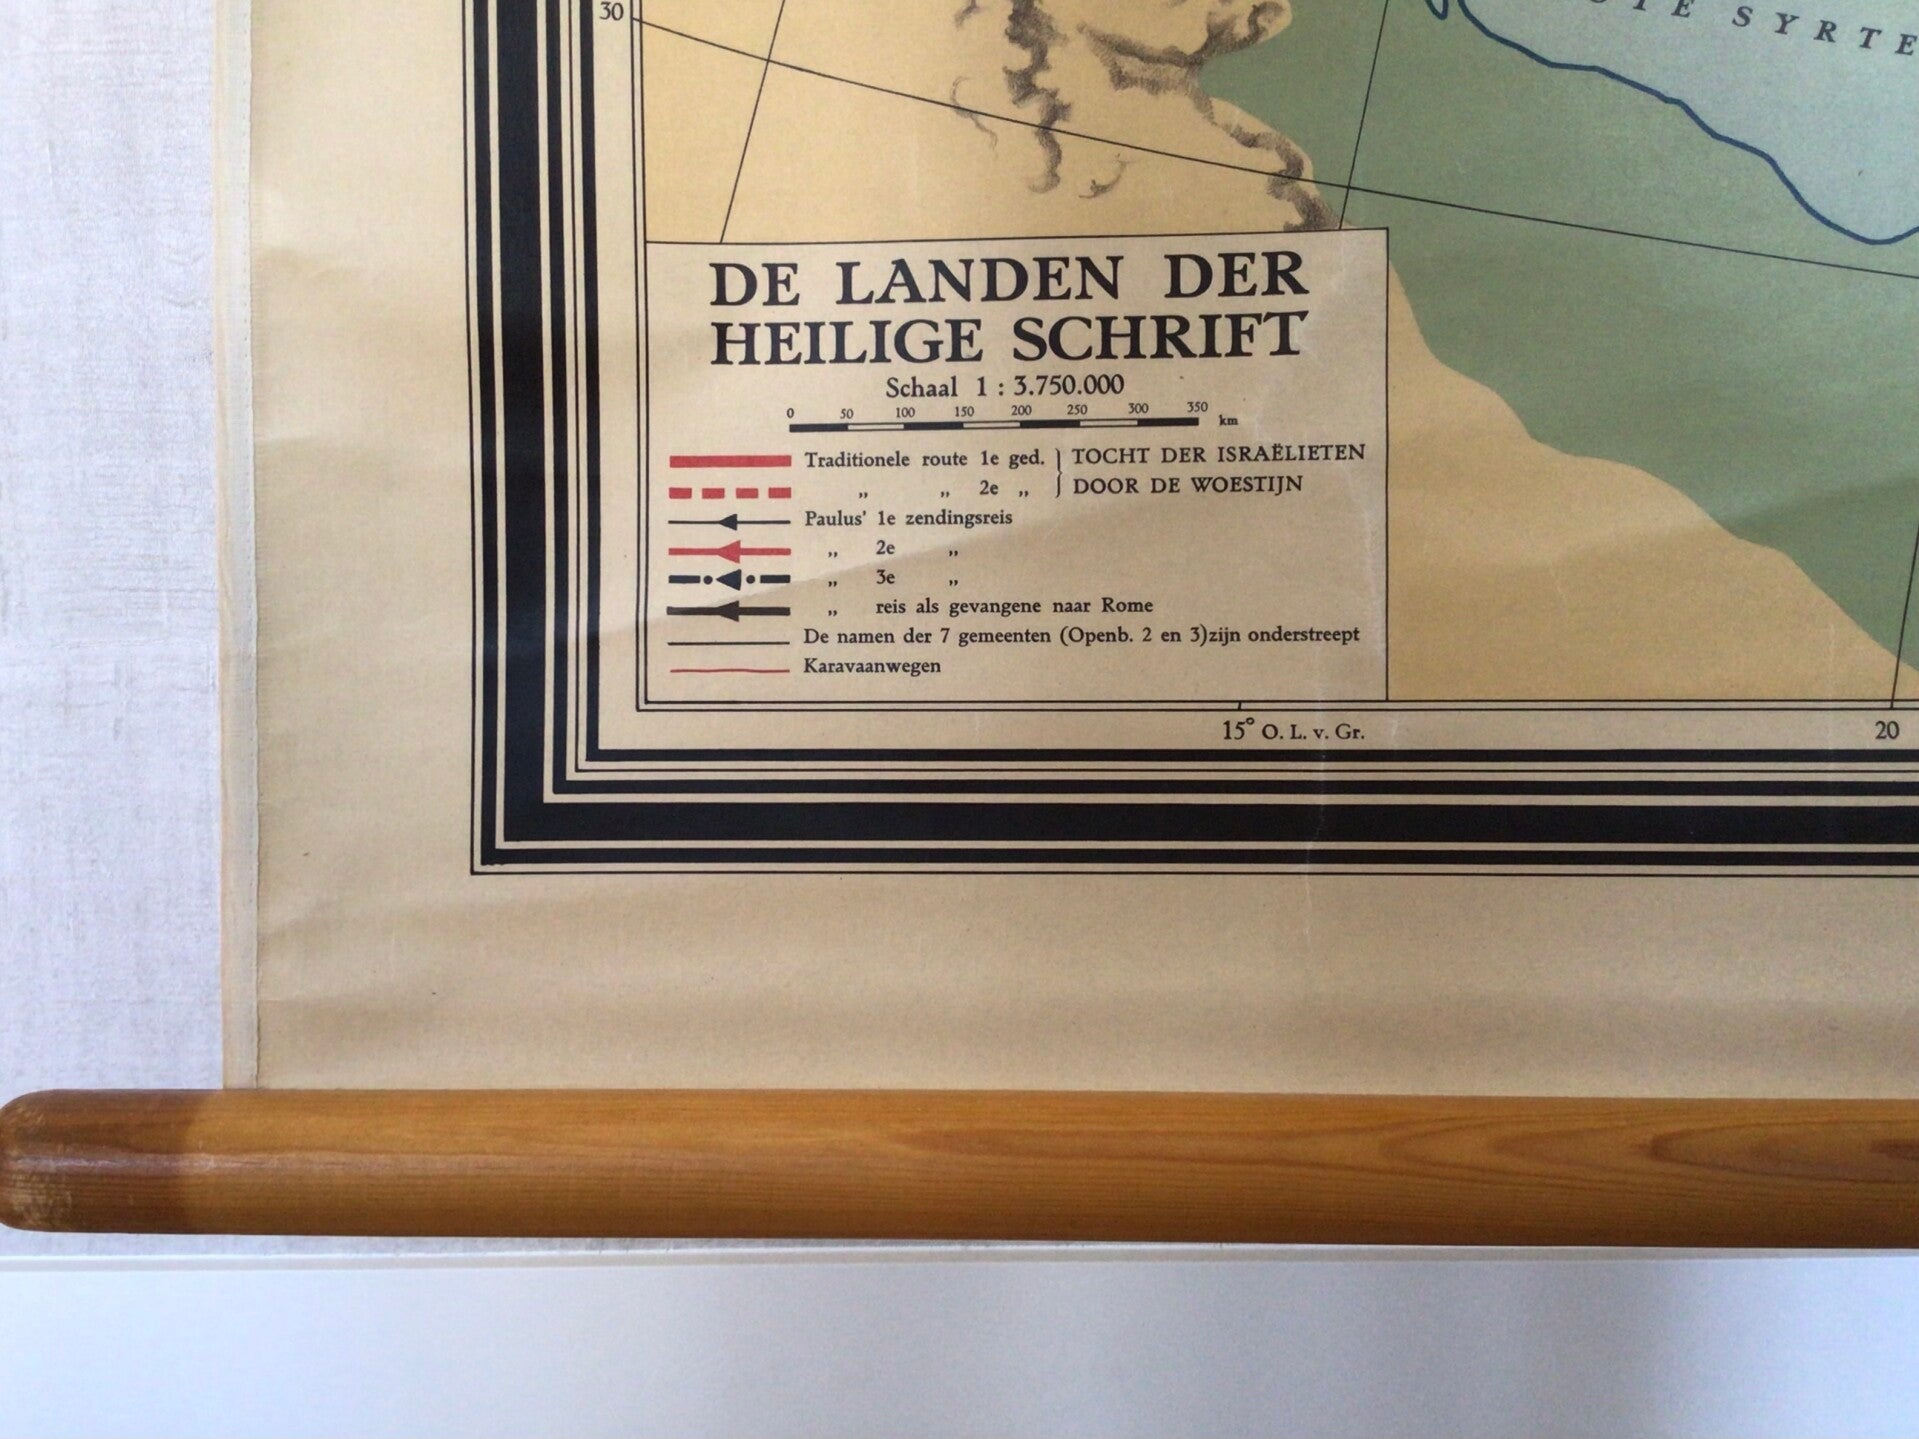 30
SYRTE
DE LANDEN DER
HEILIGE SCHRIFT
Schaal 1 : 3.750.000
0 50 100 150 200 250 300 350 km
Traditionele route 1e ged. } TOCHT DER ISRAËLIETEN
„ „ 2e „ } DOOR DE WOESTIJN
Paulus' 1e zendingsreis
„ 2e „
„ 3e „
„ reis als gevangene naar Rome
De namen der 7 gemeenten (Openb. 2 en 3)zijn onderstreept
Karavaanwegen
15° O. L. v. Gr.
20